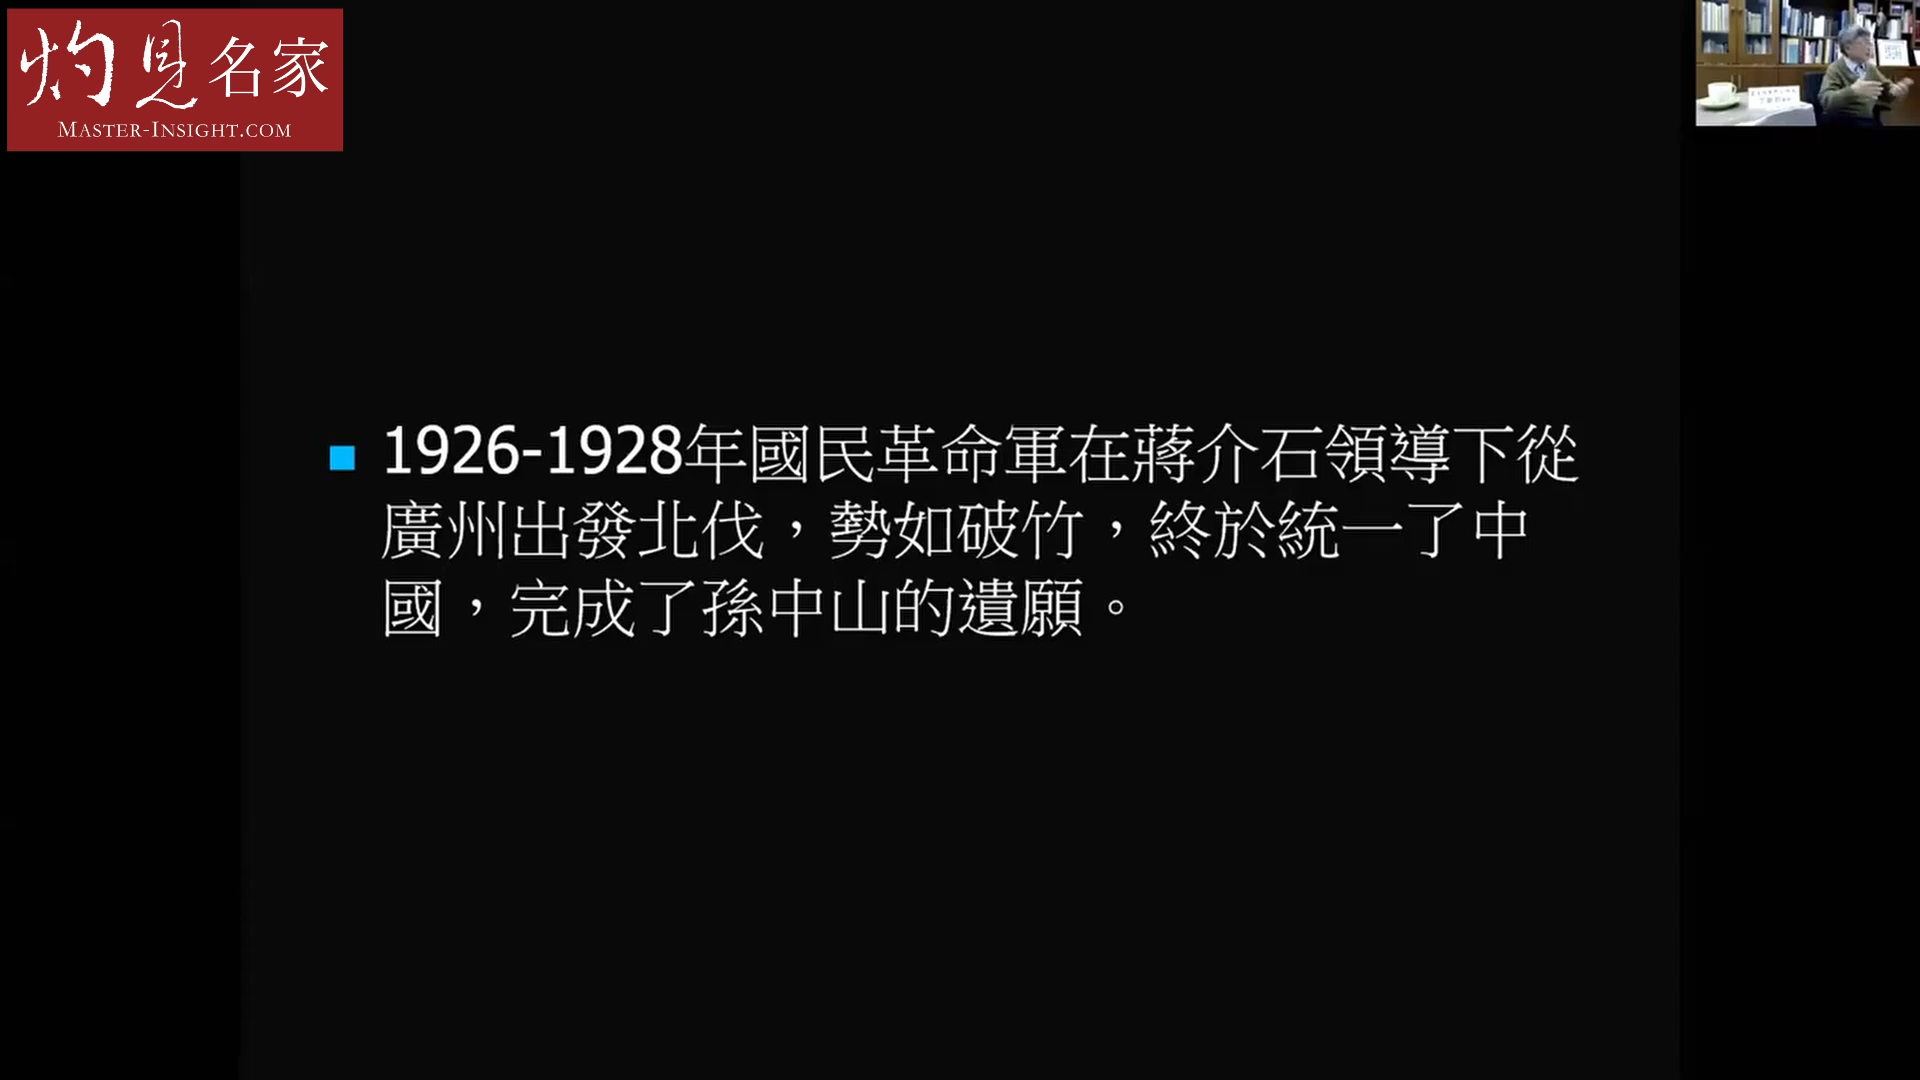 灼見名家
MASTER-INSIGHT.COM
1926-1928年國民革命軍在蔣介石領導下從
廣州出發北伐，勢如破竹，終於統一了中
國，完成了孫中山的遺願。